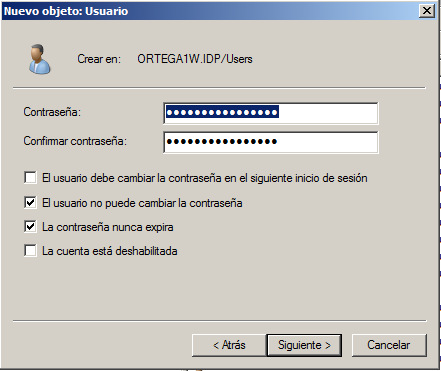 Nuevo objeto: Usuario
Crear en: ORTEGA1W.IDP/Users
Contraseña: ●●●●●●●●●●●●●●●●
Confirmar contraseña: ●●●●●●●●●●●●●●●●
El usuario debe cambiar la contraseña en el siguiente inicio de sesión
El usuario no puede cambiar la contraseña
La contraseña nunca expira
La cuenta está deshabilitada
< Atrás Siguiente > Cancelar